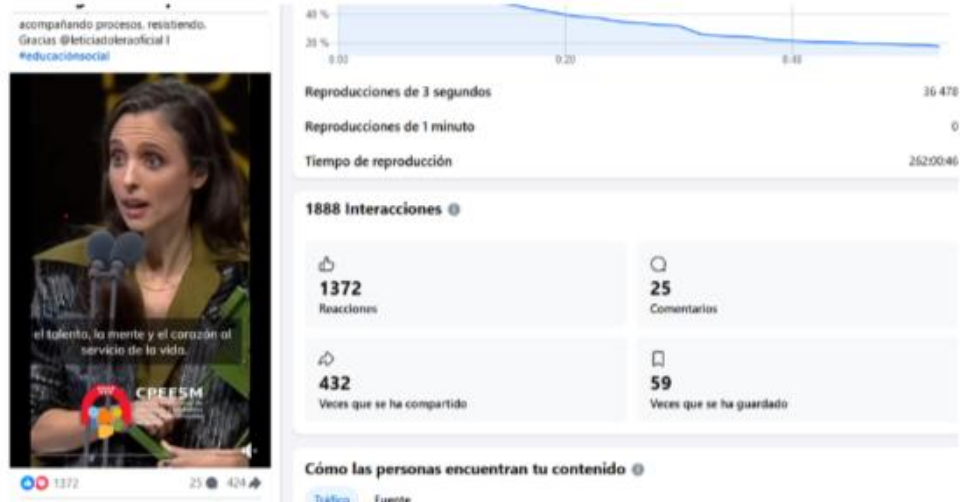 acompañando procesos, resistiendo.
Gracias @leticiadoleraoficial I
#educaciónsocial
el talento, la mente y el corazón al
servicio de la vida.
CPEESM
1372
25
424
40 %
20 %
0:00
0:20
0:40
Reproducciones de 3 segundos
36 478
Reproducciones de 1 minuto
0
Tiempo de reproducción
262:00:46
1888 Interacciones
1372
Reacciones
25
Comentarios
432
Veces que se ha compartido
59
Veces que se ha guardado
Cómo las personas encuentran tu contenido
Tráfico
Fuente